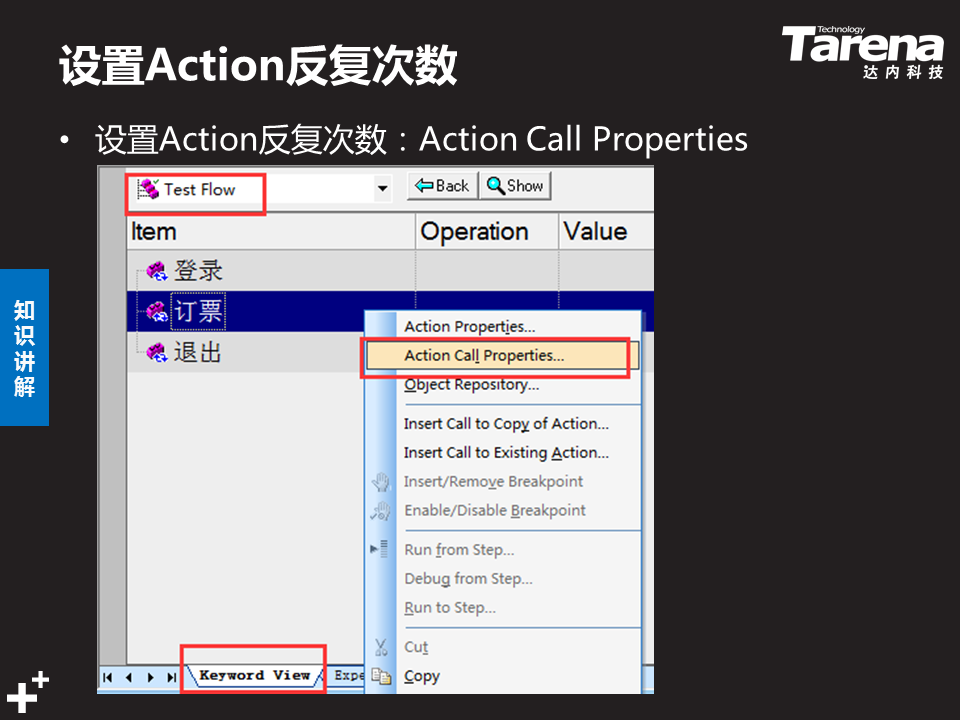 设置Action反复次数
Technology
Tarena
达内科技
• 设置Action反复次数：Action Call Properties
Test Flow
Back
Show
Item
Operation
Value
登录
订票
退出
Action Properties...
Action Call Properties...
Object Repository...
Insert Call to Copy of Action...
Insert Call to Existing Action...
Insert/Remove Breakpoint
Enable/Disable Breakpoint
Run from Step...
Debug from Step...
Run to Step...
Cut
Copy
Keyword View
Expe
知
识
讲
解